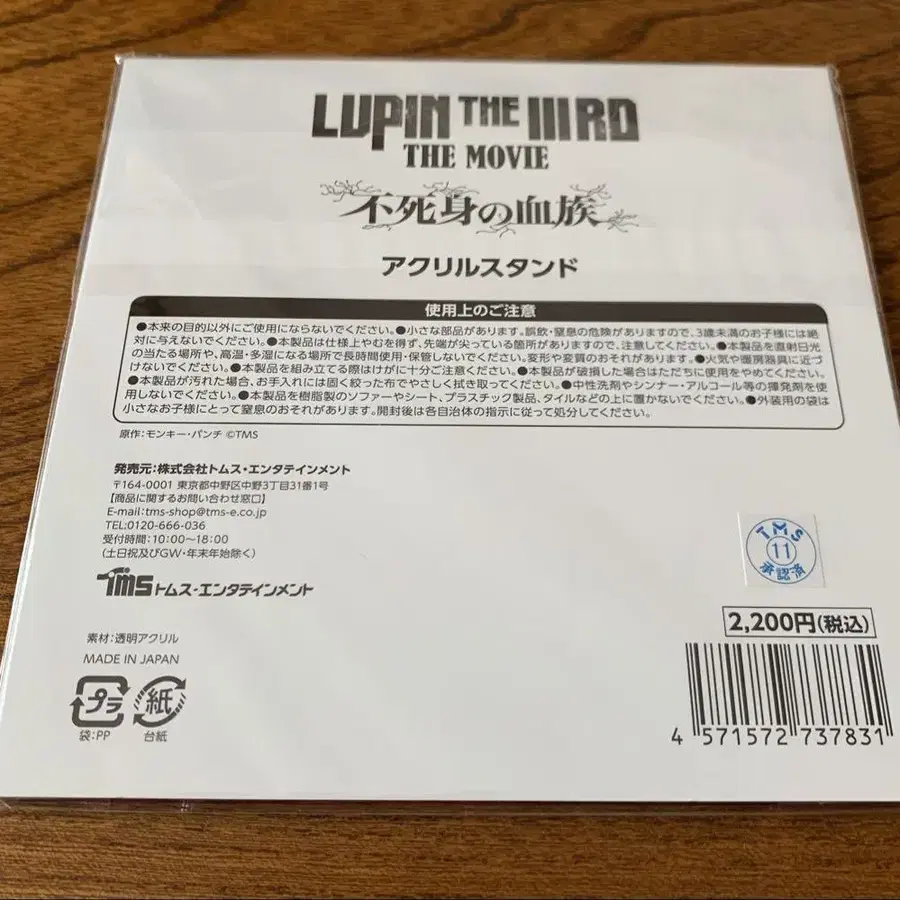 LUPIN THE IIIRD
THE MOVIE
不死身の血族
アクリルスタンド
使用上のご注意
●本来の目的以外にご使用にならないでください。●小さな部品があります。誤飲・窒息の危険がありますので、3歳未満のお子様には絶
対に与えないでください。●本製品は仕様上やむを得ず、先端が尖っている箇所がありますので、注意してください。●本製品を直射日光
の当たる場所や、高温・多湿になる場所で長時間使用・保管しないでください。変形や変質のおそれがあります。●火気や暖房器具に近づ
けないでください。●本製品を組み立てる際はけがに十分ご注意ください。●本製品が破損した場合はただちに使用をやめてください。
●本製品が汚れた場合、お手入れには固く絞った布でやさしく拭き取ってください。●中性洗剤やシンナー・アルコール等の揮発剤を使
用しないでください。●本製品を樹脂製のソファーやシート、プラスチック製品、タイルなどの上に置かないでください。●外装用の袋は
小さなお子様にとって窒息のおそれがあります。開封後は各自治体の指示に従って処分してください。
原作:モンキー・パンチ ©TMS
発売元:株式会社トムス・エンタテインメント
〒164-0001 東京都中野区中野3丁目31番1号
【商品に関するお問い合わせ窓口】
E-mail:tms-shop@tms-e.co.jp
TEL:0120-666-036
受付時間:10:00〜18:00
(土日祝及びGW・年末年始除く)
TMS トムス・エンタテインメント
TMS
11
承認済
2,200円(税込)
素材:透明アクリル
MADE IN JAPAN
プラ 紙
袋:PP 台紙
4 571572 737831